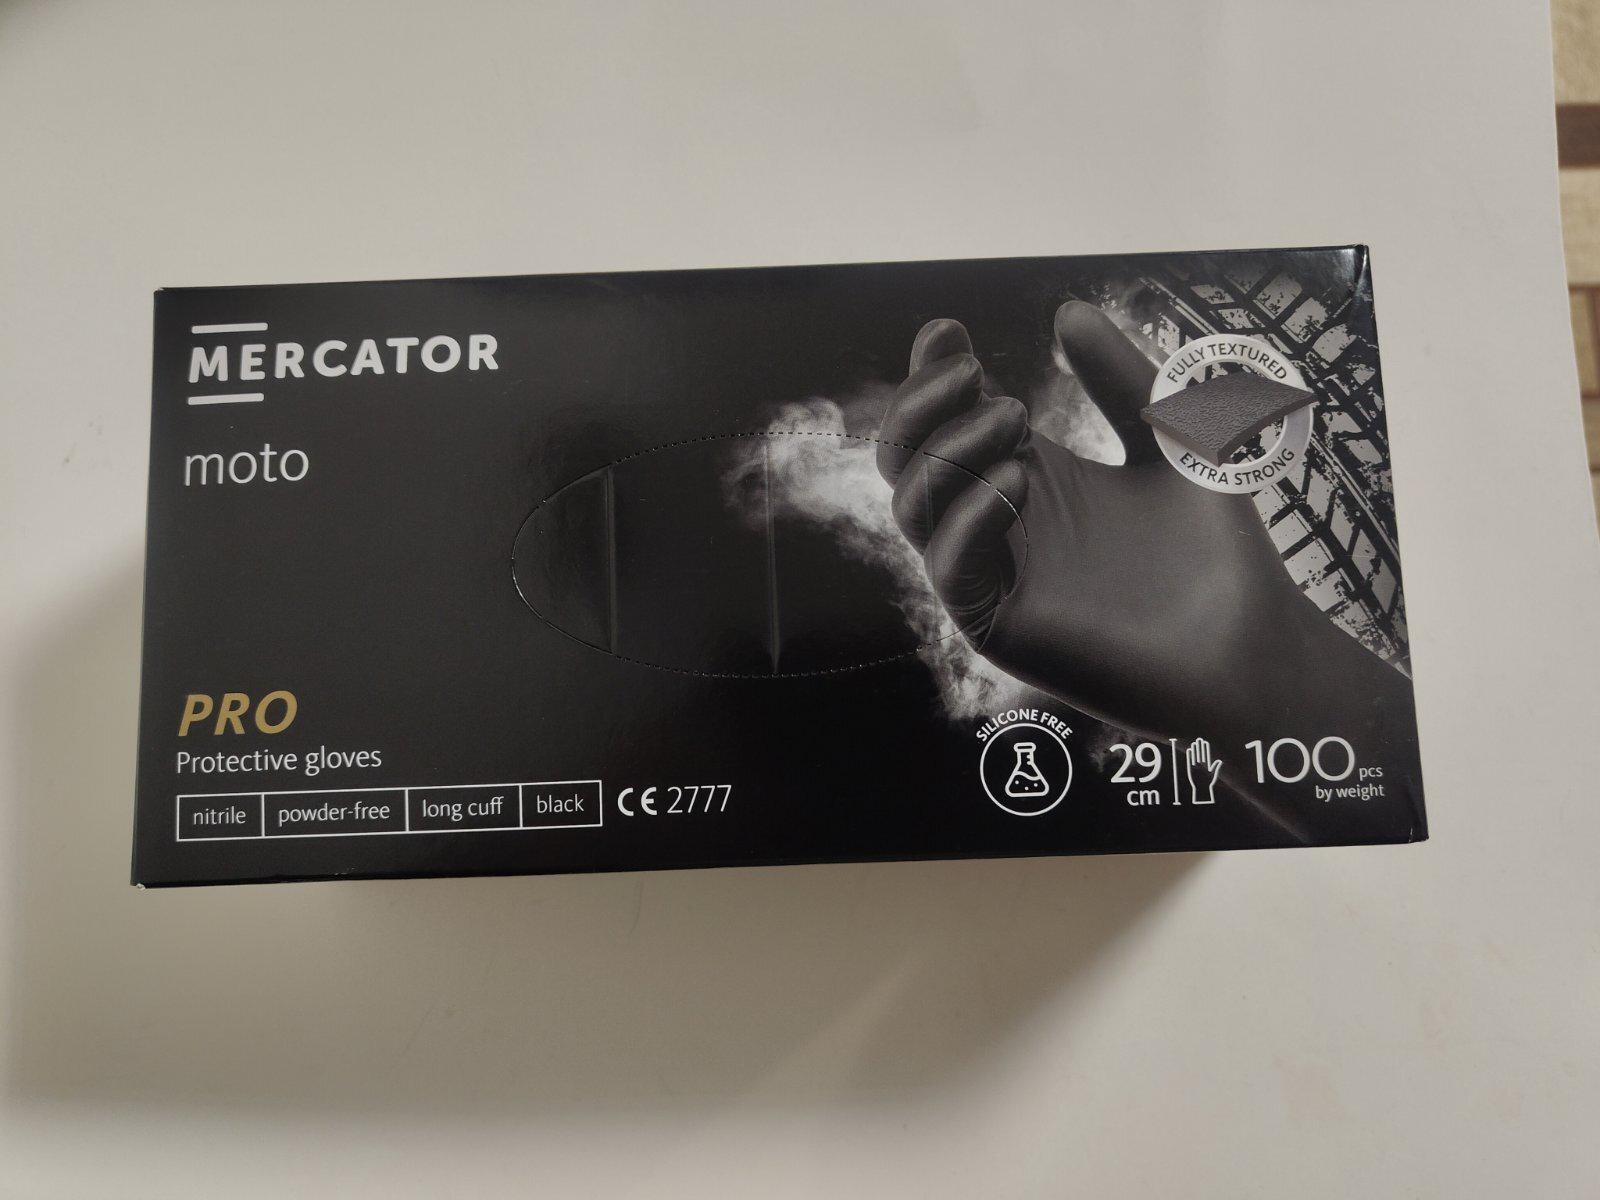 MERCATOR
moto
FULLY TEXTURED
EXTRA STRONG
PRO
Protective gloves
nitrile powder-free long cuff black CE 2777
SILICONE FREE
29
cm
100 pcs
by weight